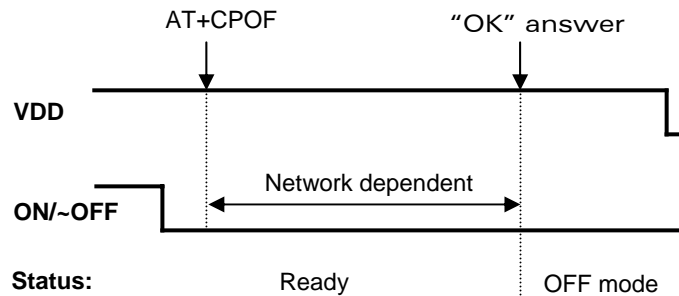 AT+CPOF
“OK” answer
VDD
Network dependent
ON/~OFF
Status:
Ready
OFF mode